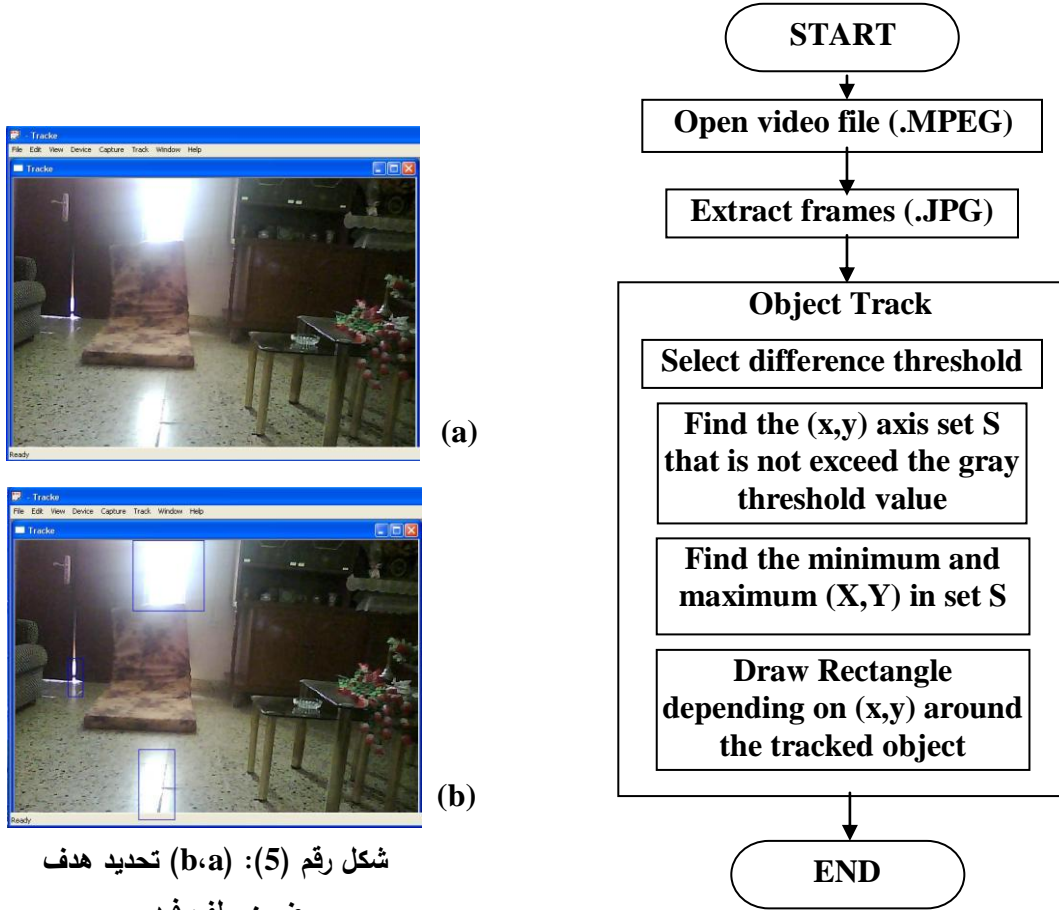 START
Open video file (.MPEG)
Extract frames (.JPG)
Object Track
Select difference threshold
Find the (x,y) axis set S
that is not exceed the gray
threshold value
Find the minimum and
maximum (X,Y) in set S
Draw Rectangle
depending on (x,y) around
the tracked object
END
- Tracke
File Edit View Device Capture Track Window Help
Tracke
Ready
(a)
- Tracke
File Edit View Device Capture Track Window Help
Tracke
Ready
(b)
شكل رقم (5): (b،a) تحديد هدف